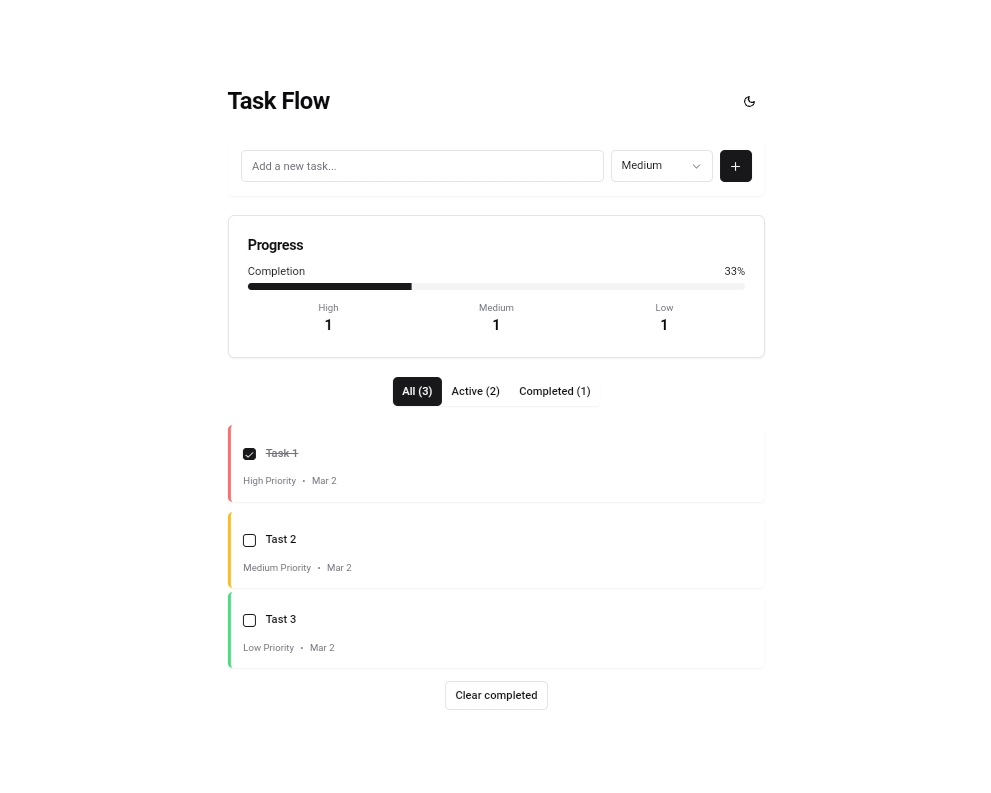 Task Flow
Add a new task... Medium
Progress
Completion 33%
High Medium Low
1 1 1
All (3) Active (2) Completed (1)
Task 1
High Priority • Mar 2
Tast 2
Medium Priority • Mar 2
Tast 3
Low Priority • Mar 2
Clear completed